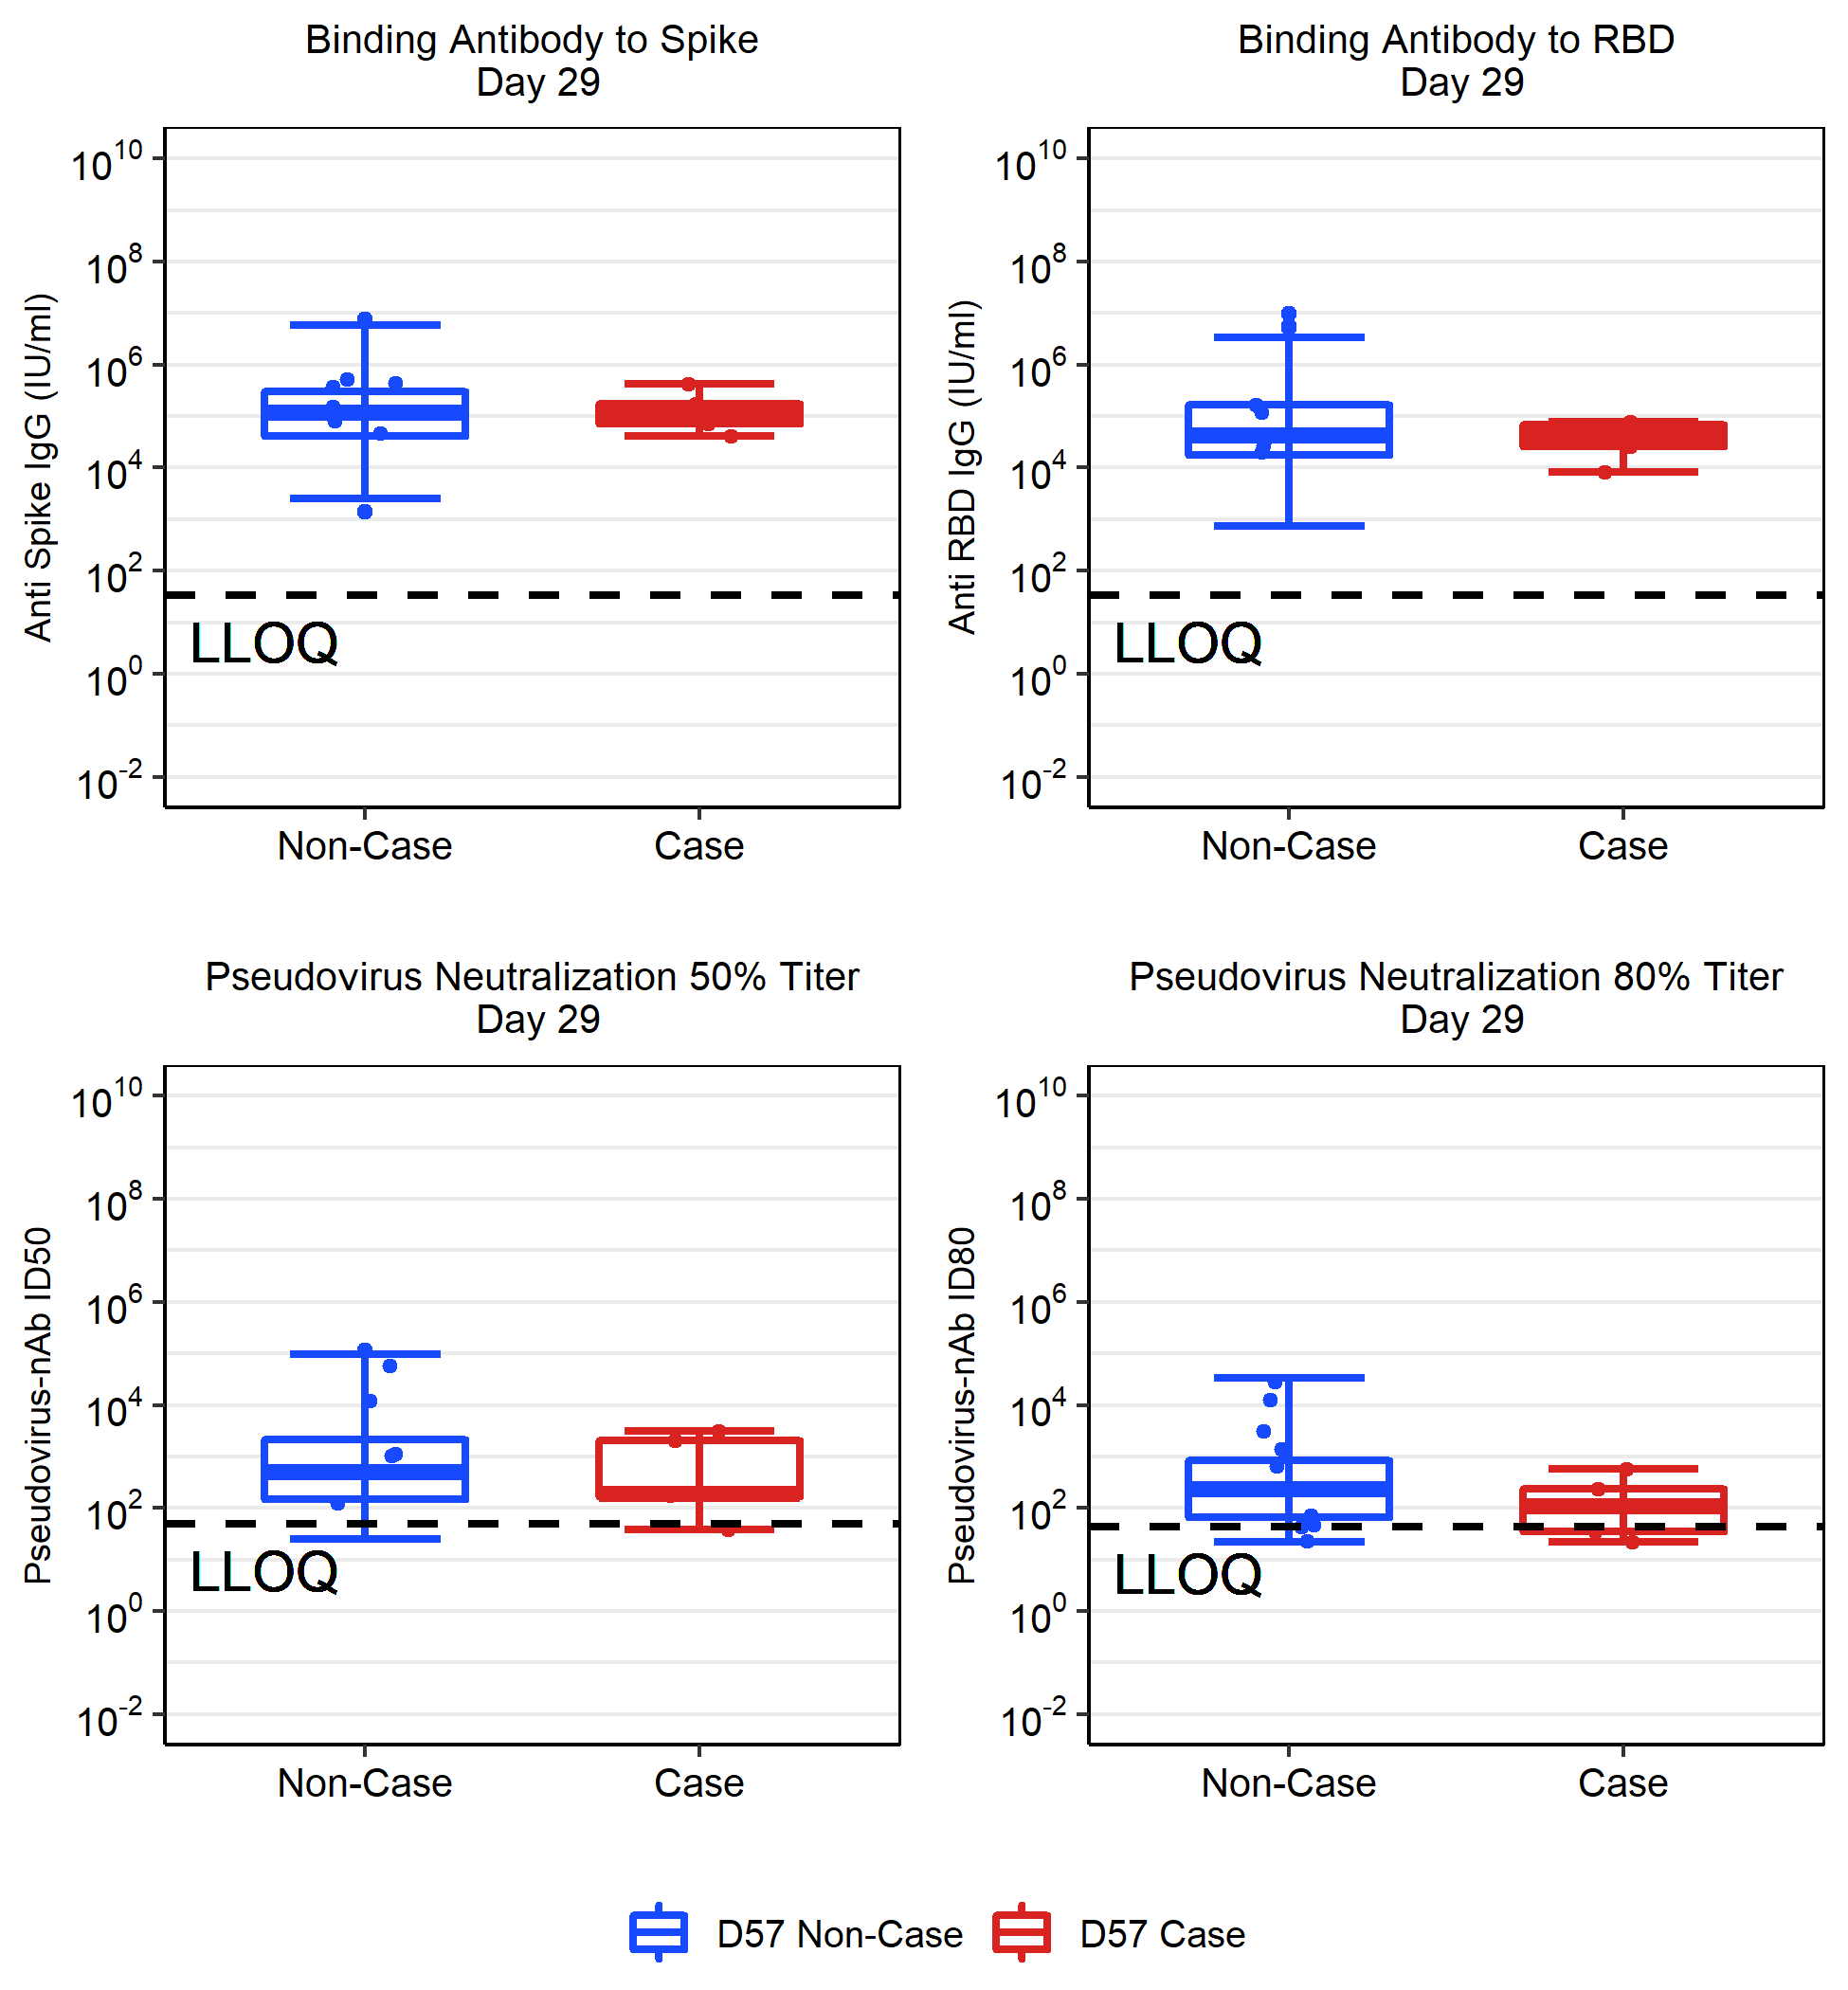 Binding Antibody to Spike
Day 29
Anti Spike IgG (IU/ml)
10^10
10^8
10^6
10^4
10^2
10^0
10^-2
LLOQ
Non-Case Case
Binding Antibody to RBD
Day 29
Anti RBD IgG (IU/ml)
10^10
10^8
10^6
10^4
10^2
10^0
10^-2
LLOQ
Non-Case Case
Pseudovirus Neutralization 50% Titer
Day 29
Pseudovirus-nAb ID50
10^10
10^8
10^6
10^4
10^2
10^0
10^-2
LLOQ
Non-Case Case
Pseudovirus Neutralization 80% Titer
Day 29
Pseudovirus-nAb ID80
10^10
10^8
10^6
10^4
10^2
10^0
10^-2
LLOQ
Non-Case Case
D57 Non-Case D57 Case